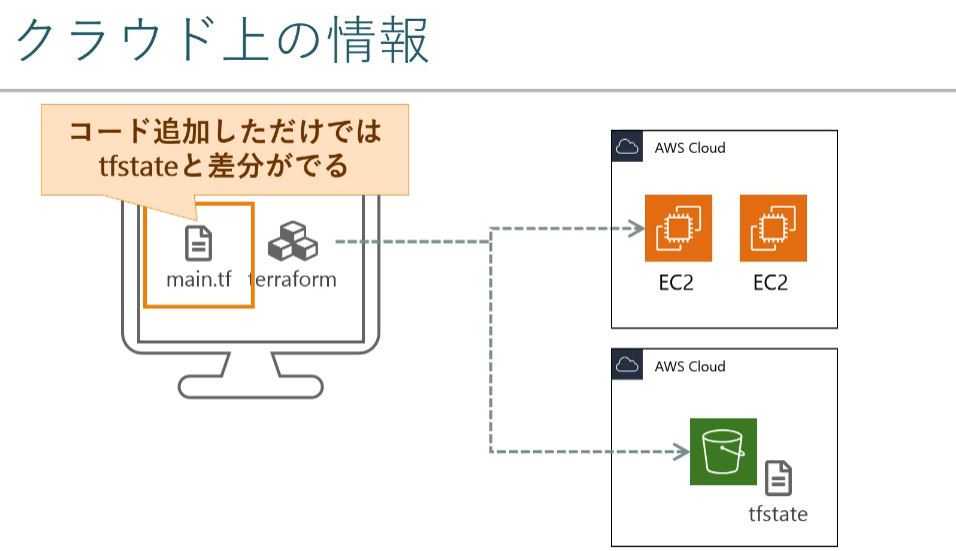 クラウド上の情報
コード追加しただけでは
tfstateと差分がでる
main.tf
terraform
AWS Cloud
EC2
EC2
AWS Cloud
tfstate